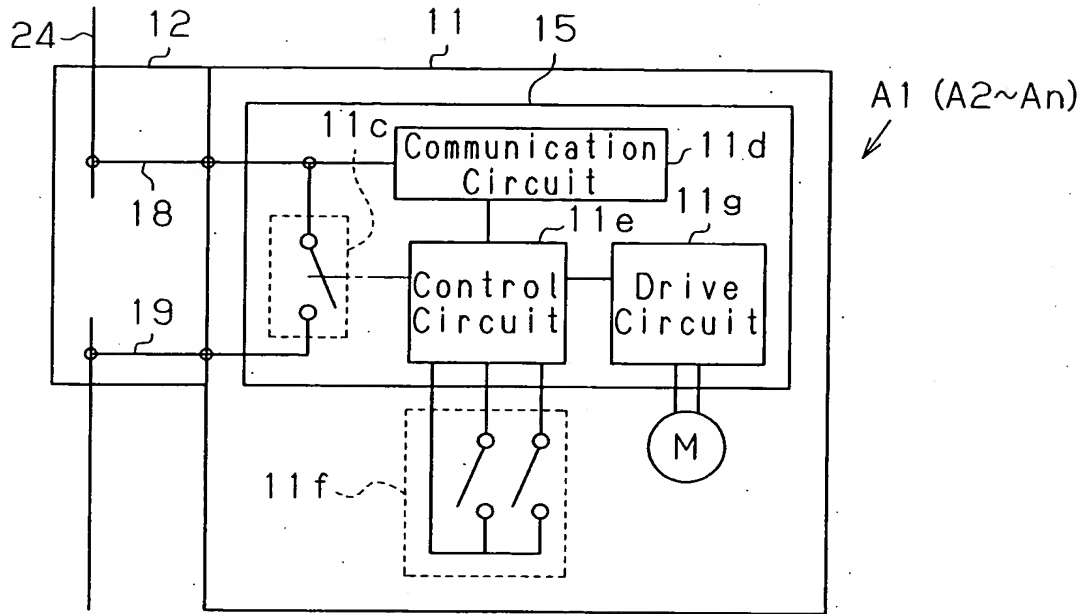 24
12
11
15
A1 (A2~An)
11c
Communication
Circuit
11d
18
11e
11g
Control
Circuit
Drive
Circuit
19
11f
M